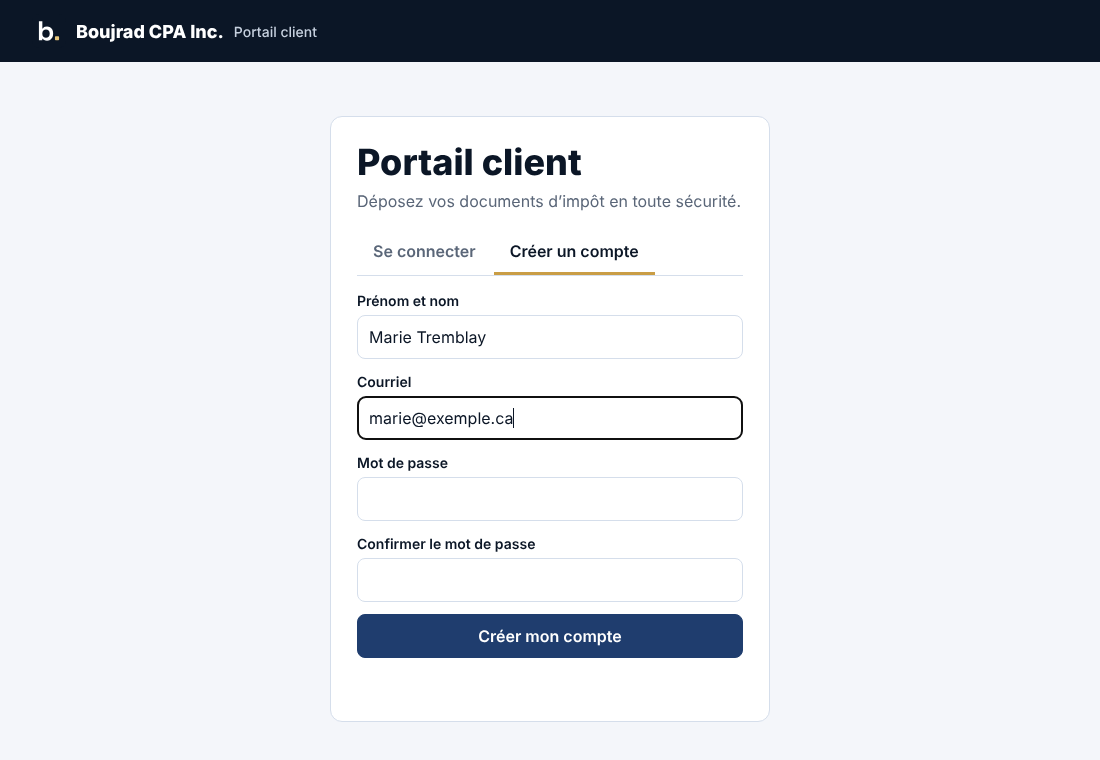 b. Boujrad CPA Inc. Portail client
Portail client
Déposez vos documents d’impôt en toute sécurité.
Se connecter Créer un compte
Prénom et nom
Marie Tremblay
Courriel
marie@exemple.ca
Mot de passe
Confirmer le mot de passe
Créer mon compte